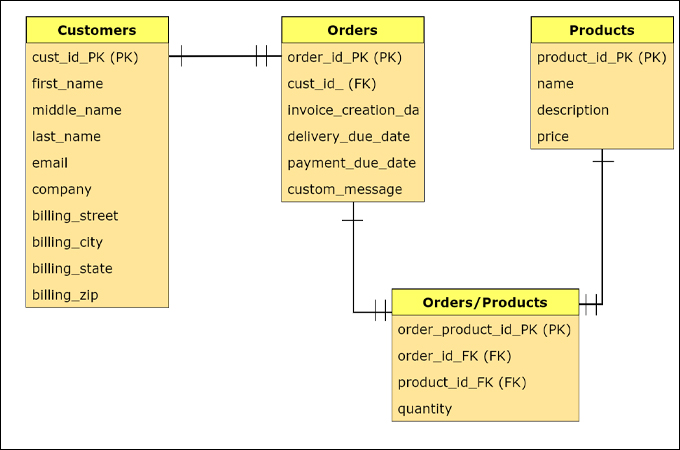 Customers
cust_id_PK (PK)
first_name
middle_name
last_name
email
company
billing_street
billing_city
billing_state
billing_zip
Orders
order_id_PK (PK)
cust_id_ (FK)
invoice_creation_da
delivery_due_date
payment_due_date
custom_message
Products
product_id_PK (PK)
name
description
price
Orders/Products
order_product_id_PK (PK)
order_id_FK (FK)
product_id_FK (FK)
quantity